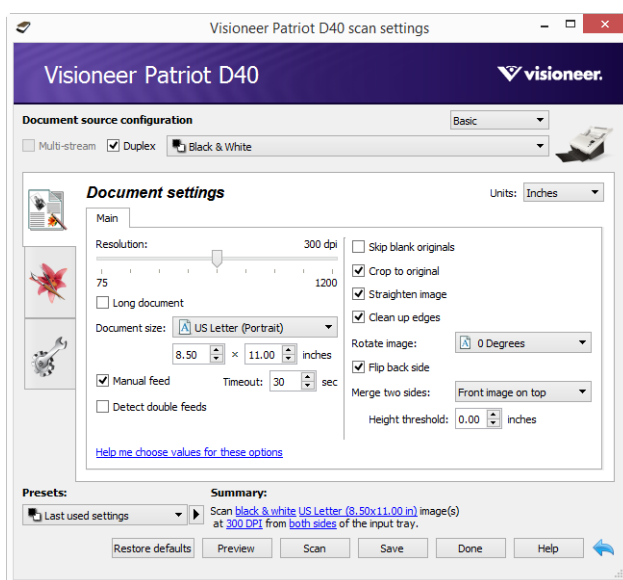 Visioneer Patriot D40 scan settings
Visioneer Patriot D40
visioneer.
Document source configuration
Basic
Multi-stream
Duplex
Black & White
Document settings
Units: Inches
Main
Resolution: 300 dpi
75 1200
Long document
Document size: US Letter (Portrait)
8.50 × 11.00 inches
Manual feed Timeout: 30 sec
Detect double feeds
Help me choose values for these options
Skip blank originals
Crop to original
Straighten image
Clean up edges
Rotate image: 0 Degrees
Flip back side
Merge two sides: Front image on top
Height threshold: 0.00 inches
Presets:
Last used settings
Summary:
Scan black & white US Letter (8.50x11.00 in) image(s)
at 300 DPI from both sides of the input tray.
Restore defaults Preview Scan Save Done Help